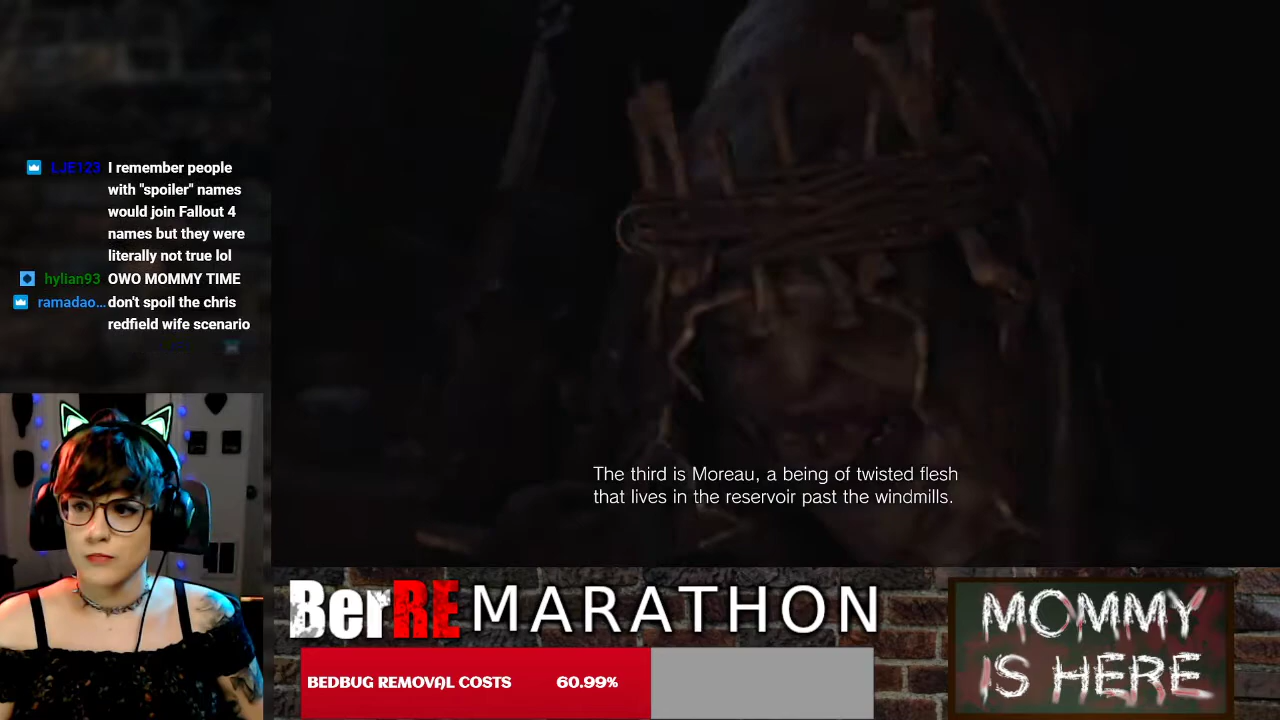 LJE123 I remember people
with "spoiler" names
would join Fallout 4
names but they were
literally not true lol
hylian93 OWO MOMMY TIME
ramadao... don't spoil the chris
redfield wife scenario
The third is Moreau, a being of twisted flesh
that lives in the reservoir past the windmills.
BerRE MARATHON
BEDBUG REMOVAL COSTS 60.99%
MOMMY
IS HERE